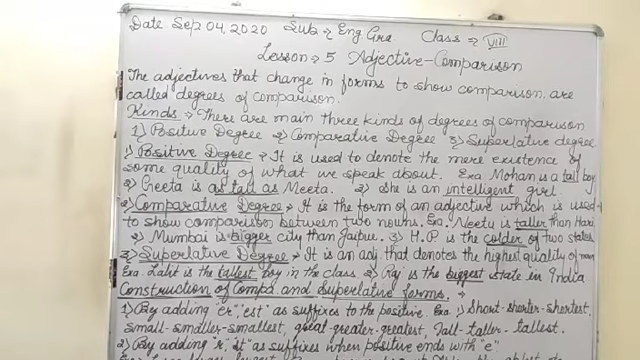 Date Sep 04, 2020 Sub :- Eng Gra Class :- VIII
Lesson :- 5 Adjective - Comparison
The adjectives that change in forms to show comparison are
called degrees of comparison.
Kinds :- There are main three kinds of degrees of comparison
1) Positive Degree 2) Comparative Degree 3) Superlative degree
1) Positive Degree :- It is used to denote the mere existence of
some quality of what we speak about. Exa Mohan is a tall boy.
2) Geeta is as tall as Meeta. 3) She is an intelligent girl.
2) Comparative Degree :- It is the form of an adjective which is used
to show comparison between two nouns. Exa. Neetu is taller than Hari
2) Mumbai is bigger city than Jaipur. 3) H.P is the colder of two states
3) Superlative Degree :- It is an adj that denotes the highest quality of
Exa. Lalit is the tallest boy in the class 2) Raj is the biggest state in India
Construction of Compa and Superlative forms. :-
1) By adding "er", "est" as suffixes to the positive. Exa :- Short-shorter-shortest,
small-smaller-smallest, great-greater-greatest, Tall-taller-tallest.
2) By adding "r", "st" as suffixes when positive ends with "e"